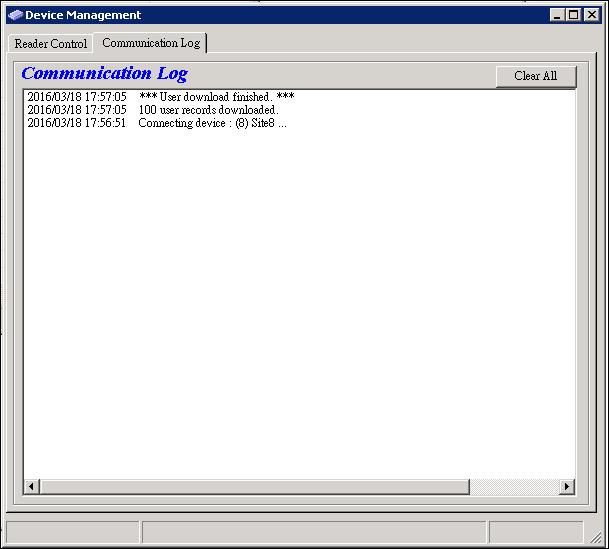 Device Management
Reader Control Communication Log
Communication Log Clear All
2016/03/18 17:57:05 *** User download finished. ***
2016/03/18 17:57:05 100 user records downloaded.
2016/03/18 17:56:51 Connecting device : (8) Site8 ...